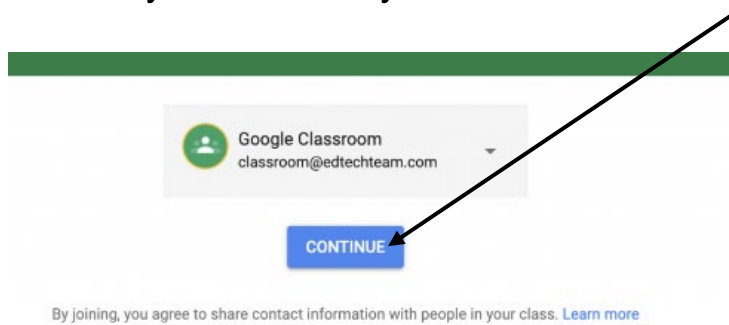 Google Classroom
classroom@edtechteam.com
CONTINUE
By joining, you agree to share contact information with people in your class. Learn more